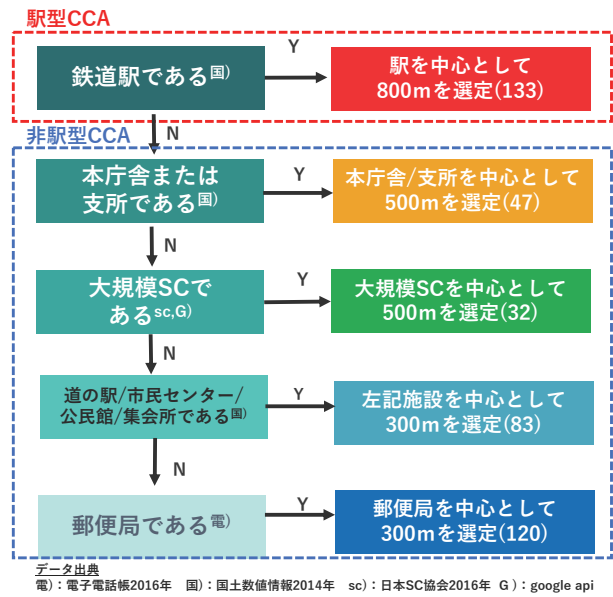 駅型CCA
鉄道駅である国)
Y
駅を中心として
800mを選定(133)
N
非駅型CCA
本庁舎または
支所である国)
Y
本庁舎/支所を中心として
500mを選定(47)
N
大規模SCで
あるsc,G)
Y
大規模SCを中心として
500mを選定(32)
N
道の駅/市民センター/
公民館/集会所である国)
Y
左記施設を中心として
300mを選定(83)
N
郵便局である電)
Y
郵便局を中心として
300mを選定(120)
データ出典
電)：電子電話帳2016年 国)：国土数値情報2014年 sc)：日本SC協会2016年 G )：google api